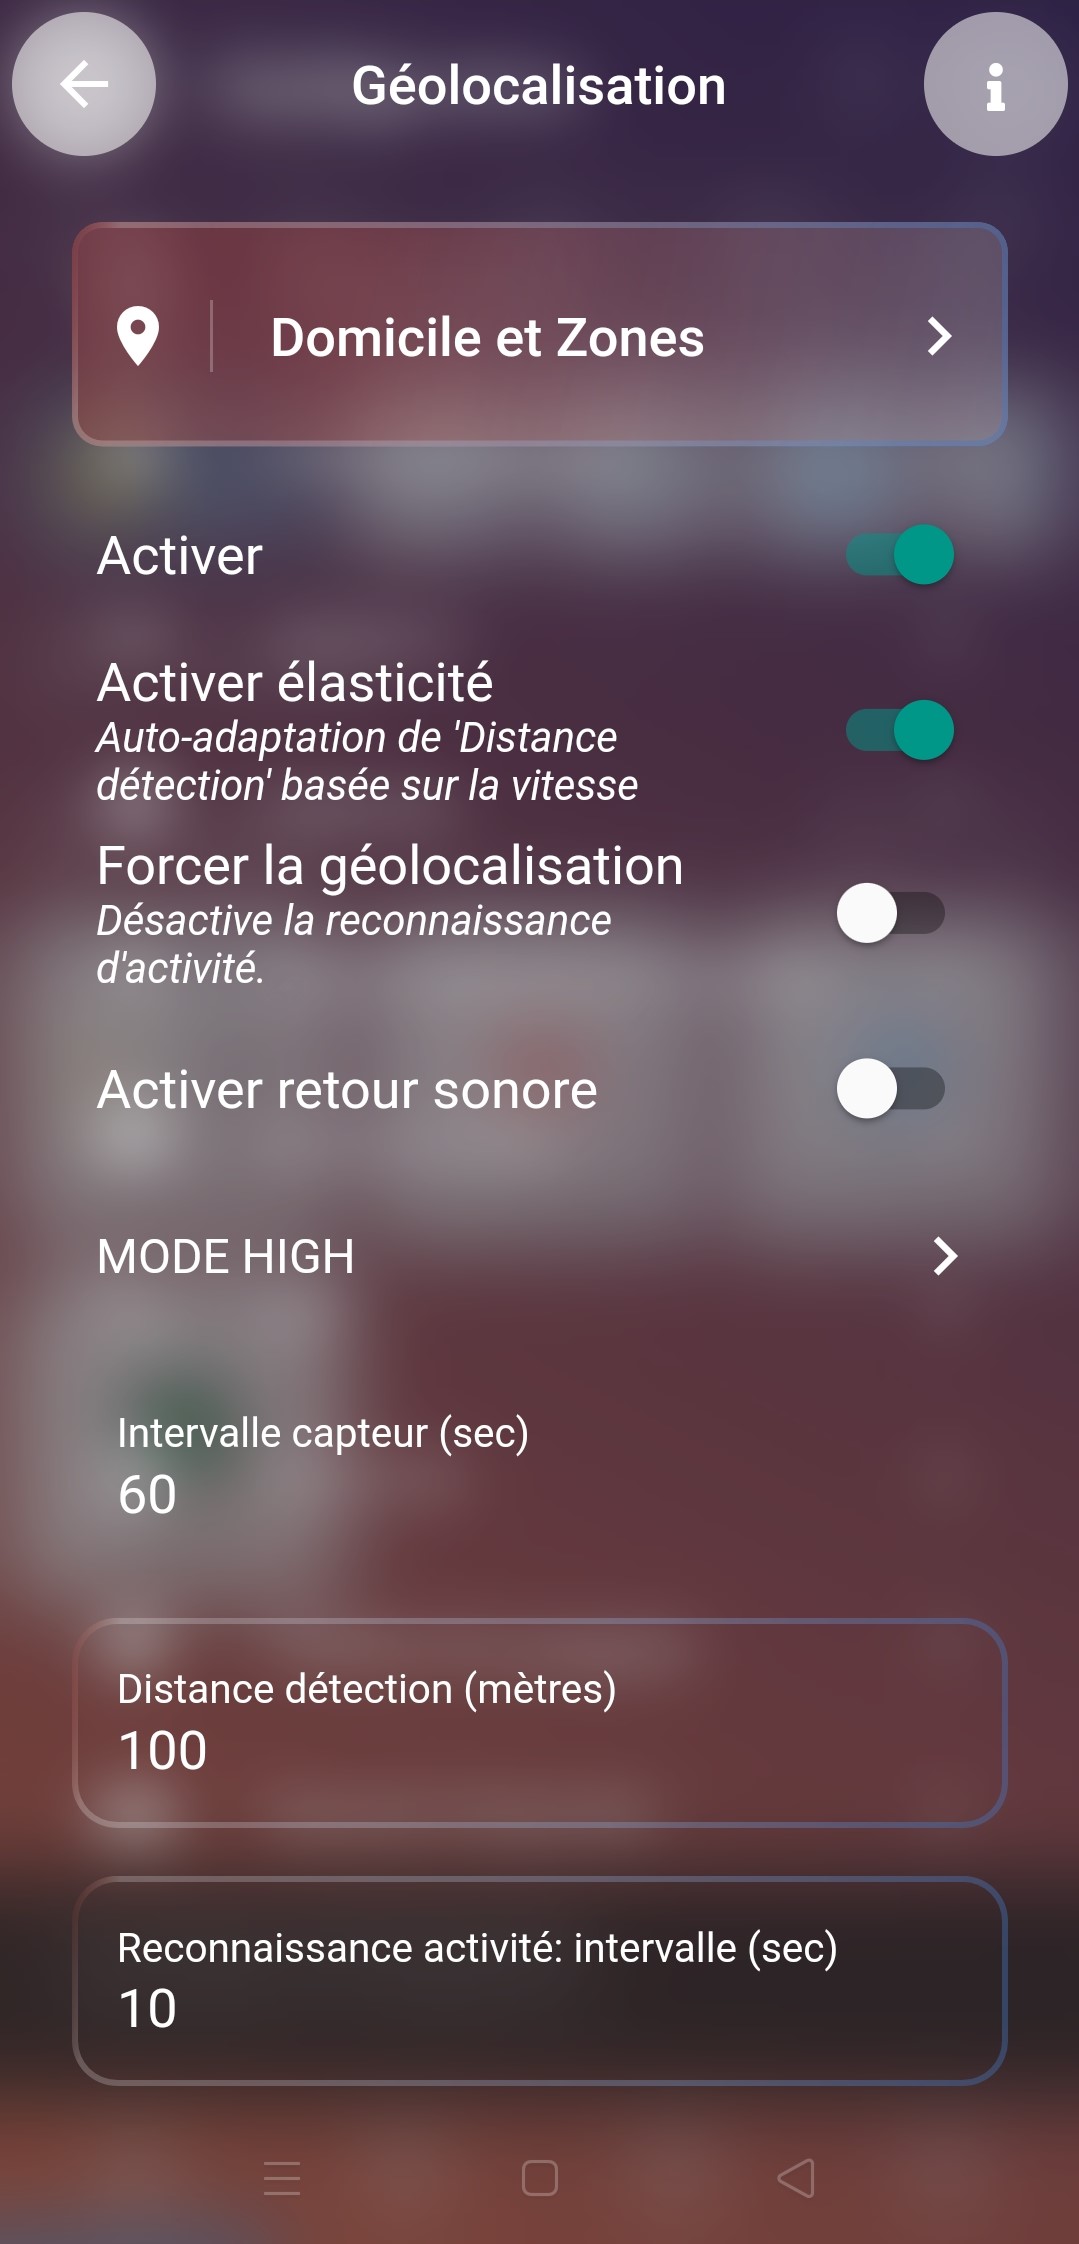 Géolocalisation
Domicile et Zones
Activer
Activer élasticité
Auto-adaptation de 'Distance
détection' basée sur la vitesse
Forcer la géolocalisation
Désactive la reconnaissance
d'activité.
Activer retour sonore
MODE HIGH
Intervalle capteur (sec)
60
Distance détection (mètres)
100
Reconnaissance activité: intervalle (sec)
10